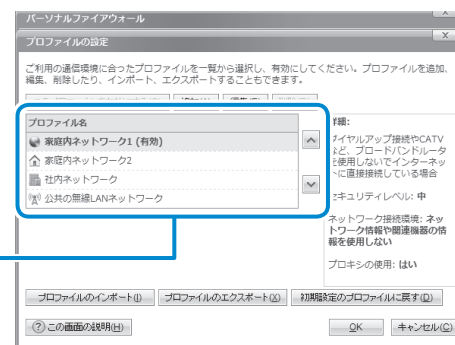 パーソナルファイアウォール
プロファイルの設定
ご利用の通信環境に合ったプロファイルを一覧から選択し、有効にしてください。プロファイルを追加、
編集、削除したり、インポート、エクスポートすることもできます。
プロファイル名
家庭内ネットワーク1 (有効)
家庭内ネットワーク2
社内ネットワーク
公共の無線LANネットワーク
詳細:
ダイヤルアップ接続やCATV
など、ブロードバンドルータ
を使用しないでインターネッ
トに直接接続している場合
セキュリティレベル: 中
ネットワーク接続環境: ネッ
トワーク情報や関連機器の情
報を使用しない
プロキシの使用: はい
プロファイルのインポート(I) プロファイルのエクスポート(X) 初期設定のプロファイルに戻す(D)
? この画面の説明(H) OK キャンセル(C)